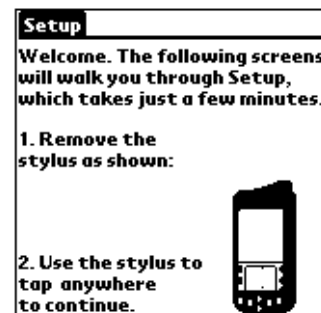 Setup
Welcome. The following screens
will walk you through Setup,
which takes just a few minutes.
1. Remove the
stylus as shown:
2. Use the stylus to
tap anywhere
to continue.